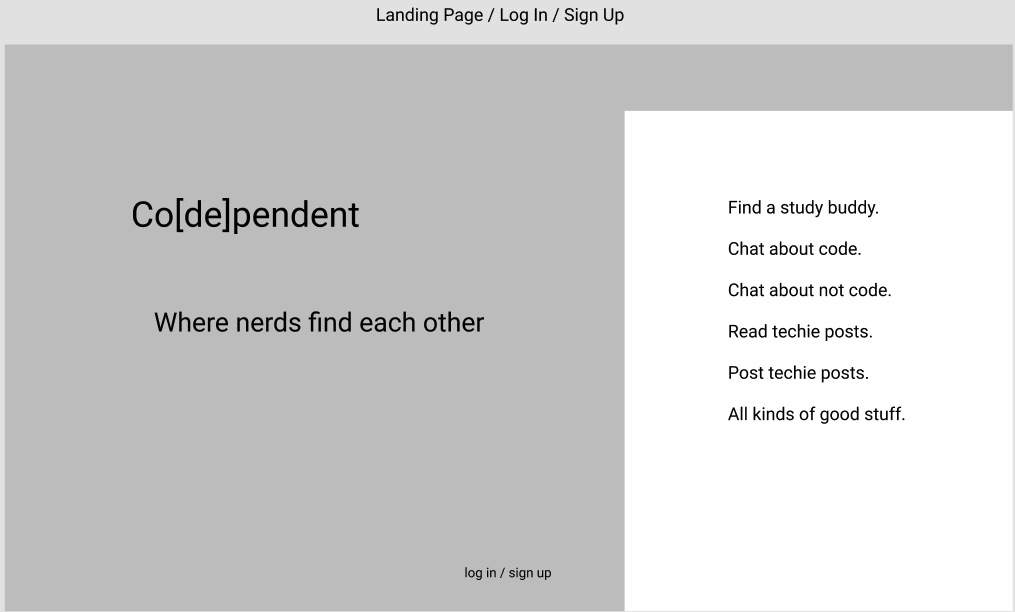 Landing Page / Log In / Sign Up
Co[de]pendent
Where nerds find each other
log in / sign up
Find a study buddy.
Chat about code.
Chat about not code.
Read techie posts.
Post techie posts.
All kinds of good stuff.